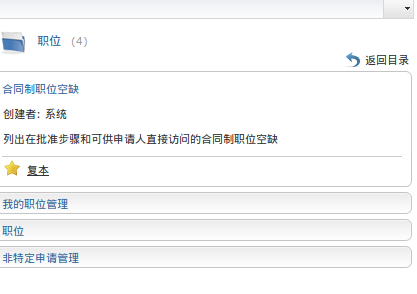 职位 (4)
返回目录
合同制职位空缺
创建者: 系统
列出在批准步骤和可供申请人直接访问的合同制职位空缺
复本
我的职位管理
职位
非特定申请管理